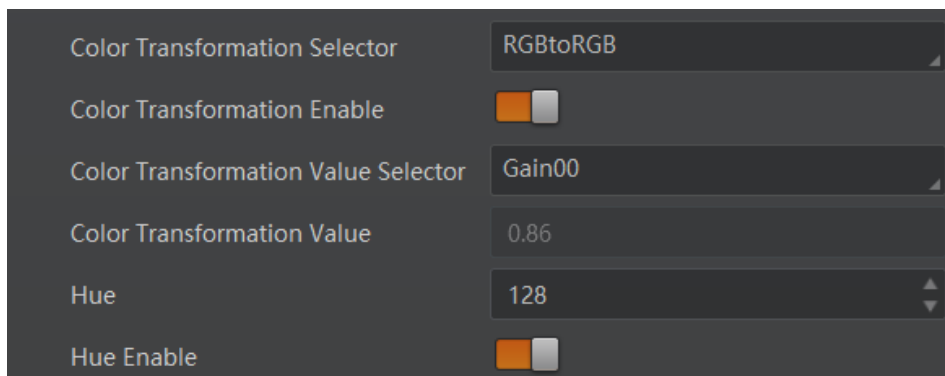 Color Transformation Selector RGBtoRGB
Color Transformation Enable
Color Transformation Value Selector Gain00
Color Transformation Value 0.86
Hue 128
Hue Enable